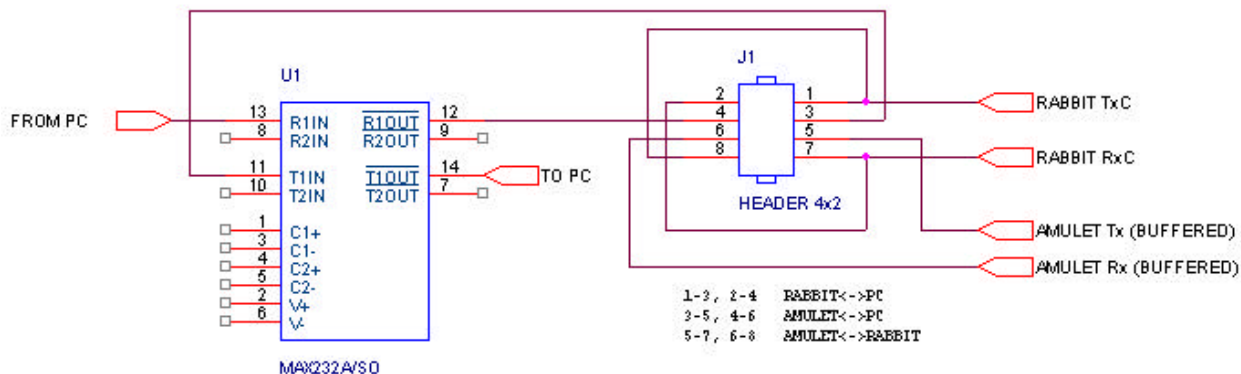 J1
U1
2 1
4 3
6 5
8 7
HEADER 4x2
FROM PC
13 R1IN R1OUT 12
8 R2IN R2OUT 9
11 T1IN T1OUT 14
10 T2IN T2OUT 7
TO PC
1 C1+
3 C1-
4 C2+
5 C2-
2 V+
6 V-
MAX232A/SO
RABBIT TxC
RABBIT RxC
AMULET Tx (BUFFERED)
AMULET Rx (BUFFERED)
1-3, 2-4 RABBIT<->PC
3-5, 4-6 AMULET<->PC
5-7, 6-8 AMULET<->RABBIT